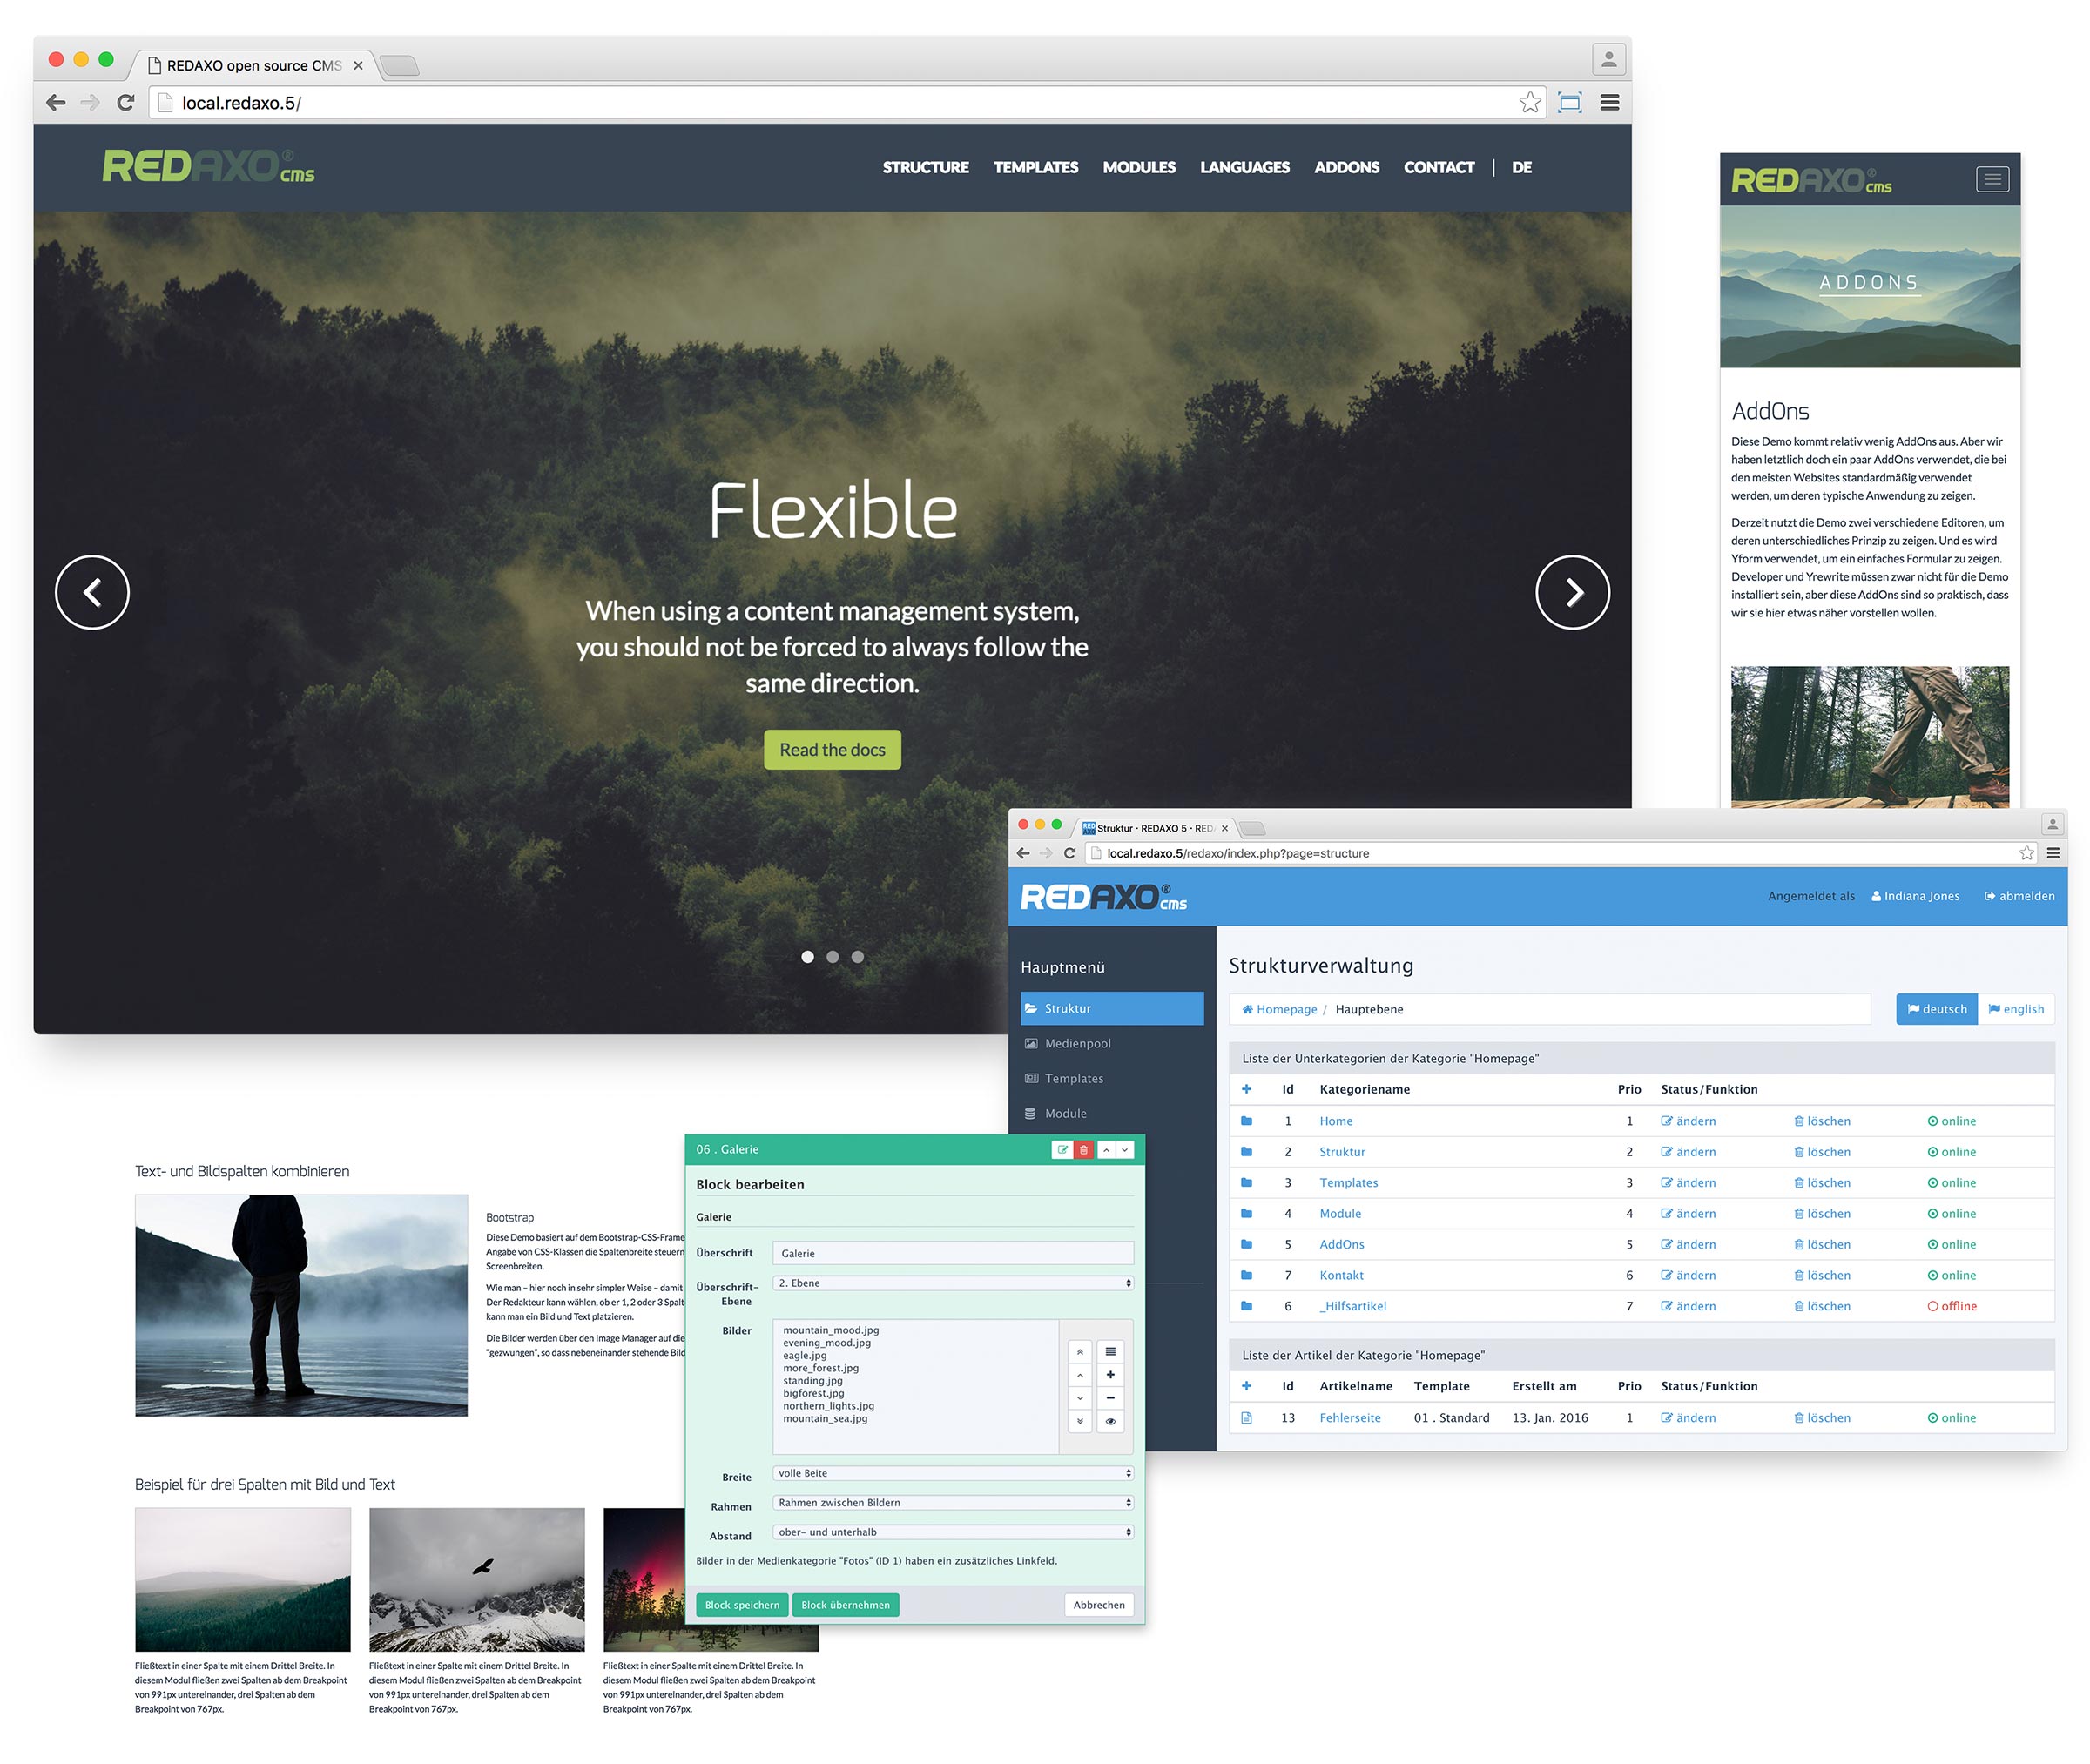 REDAXO open source CMS
local.redaxo.5/
REDAXO® cms
STRUCTURE TEMPLATES MODULES LANGUAGES ADDONS CONTACT | DE
Flexible
When using a content management system,
you should not be forced to always follow the
same direction.
Read the docs
REDAXO® cms
ADDONS
AddOns
Diese Demo kommt relativ wenig AddOns aus. Aber wir
haben letztlich doch ein paar AddOns verwendet, die bei
den meisten Websites standardmäßig verwendet
werden, um deren typische Anwendung zu zeigen.
Derzeit nutzt die Demo zwei verschiedene Editoren, um
deren unterschiedliches Prinzip zu zeigen. Und es wird
Yform verwendet, um ein einfaches Formular zu zeigen.
Developer und Yrewrite müssen zwar nicht für die Demo
installiert sein, aber diese AddOns sind so praktisch, dass
wir sie hier etwas näher vorstellen wollen.
Struktur · REDAXO 5 · RED
local.redaxo.5/redaxo/index.php?page=structure
REDAXO® cms
Angemeldet als Indiana Jones abmelden
Hauptmenü
Struktur
Medienpool
Templates
Module
Strukturverwaltung
Homepage / Hauptebene
deutsch english
Liste der Unterkategorien der Kategorie "Homepage"
+ Id Kategoriename Prio Status/Funktion
1 Home 1 ändern löschen online
2 Struktur 2 ändern löschen online
3 Templates 3 ändern löschen online
4 Module 4 ändern löschen online
5 AddOns 5 ändern löschen online
7 Kontakt 6 ändern löschen online
6 _Hilfsartikel 7 ändern löschen offline
Liste der Artikel der Kategorie "Homepage"
+ Id Artikelname Template Erstellt am Prio Status/Funktion
13 Fehlerseite 01 . Standard 13. Jan. 2016 1 ändern löschen online
Text- und Bildspalten kombinieren
Bootstrap
Diese Demo basiert auf dem Bootstrap-CSS-Frame
Angabe von CSS-Klassen die Spaltenbreite steuern
Screenbreiten.
Wie man – hier noch in sehr simpler Weise – damit
Der Redakteur kann wählen, ob er 1, 2 oder 3 Spalt
kann man ein Bild und Text platzieren.
Die Bilder werden über den Image Manager auf die
"gezwungen", so dass nebeneinander stehende Bild
06 . Galerie
Block bearbeiten
Galerie
Überschrift Galerie
Überschrift-
Ebene
2. Ebene
Bilder
mountain_mood.jpg
evening_mood.jpg
eagle.jpg
more_forest.jpg
standing.jpg
bigforest.jpg
northern_lights.jpg
mountain_sea.jpg
Breite volle Beite
Rahmen Rahmen zwischen Bildern
Abstand ober- und unterhalb
Bilder in der Medienkategorie "Fotos" (ID 1) haben ein zusätzliches Linkfeld.
Block speichern Block übernehmen Abbrechen
Beispiel für drei Spalten mit Bild und Text
Fließtext in einer Spalte mit einem Drittel Breite. In
diesem Modul fließen zwei Spalten ab dem Breakpoint
von 991px untereinander, drei Spalten ab dem
Breakpoint von 767px.
Fließtext in einer Spalte mit einem Drittel Breite. In
diesem Modul fließen zwei Spalten ab dem Breakpoint
von 991px untereinander, drei Spalten ab dem
Breakpoint von 767px.
Fließtext in einer Spalte mit einem Drittel Breite. In
diesem Modul fließen zwei Spalten ab dem Breakpoint
von 991px untereinander, drei Spalten ab dem
Breakpoint von 767px.